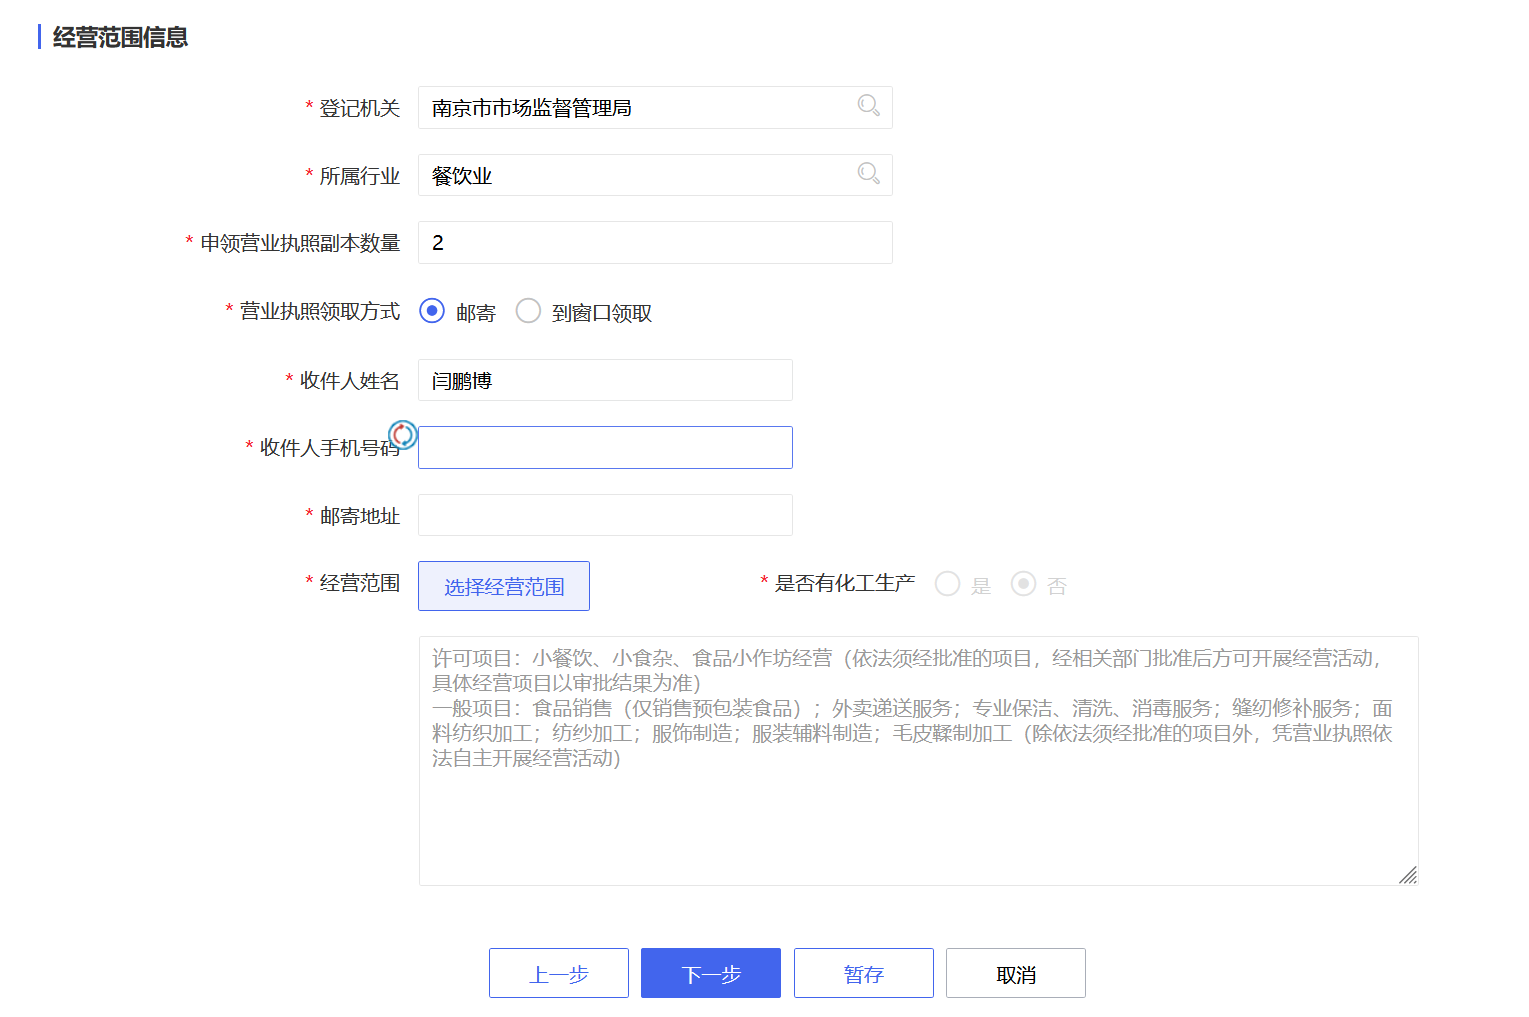 经营范围信息
* 登记机关 南京市市场监督管理局
* 所属行业 餐饮业
* 申领营业执照副本数量 2
* 营业执照领取方式 邮寄 到窗口领取
* 收件人姓名 闫鹏博
* 收件人手机号码
* 邮寄地址
* 经营范围 选择经营范围 * 是否有化工生产 是 否
许可项目：小餐饮、小食杂、食品小作坊经营（依法须经批准的项目，经相关部门批准后方可开展经营活动，
具体经营项目以审批结果为准）
一般项目：食品销售（仅销售预包装食品）；外卖递送服务；专业保洁、清洗、消毒服务；缝纫修补服务；面
料纺织加工；纺纱加工；服饰制造；服装辅料制造；毛皮鞣制加工（除依法须经批准的项目外，凭营业执照依
法自主开展经营活动）
上一步 下一步 暂存 取消